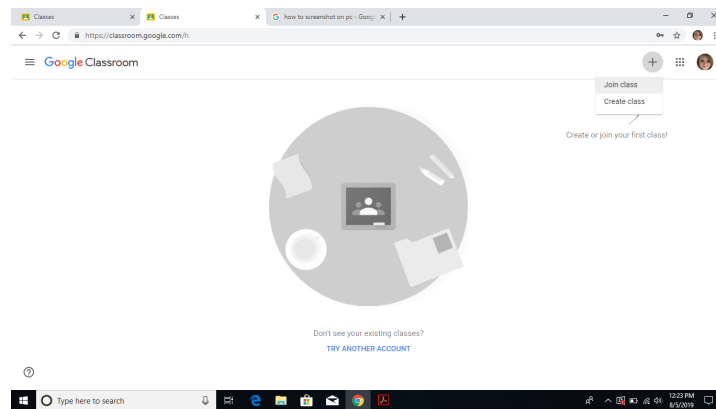 Classes
Classes
how to screenshot on pc - Goog
https://classroom.google.com/h
Google Classroom
Join class
Create class
Create or join your first class!
Don't see your existing classes?
TRY ANOTHER ACCOUNT
Type here to search
12:23 PM
8/5/2019